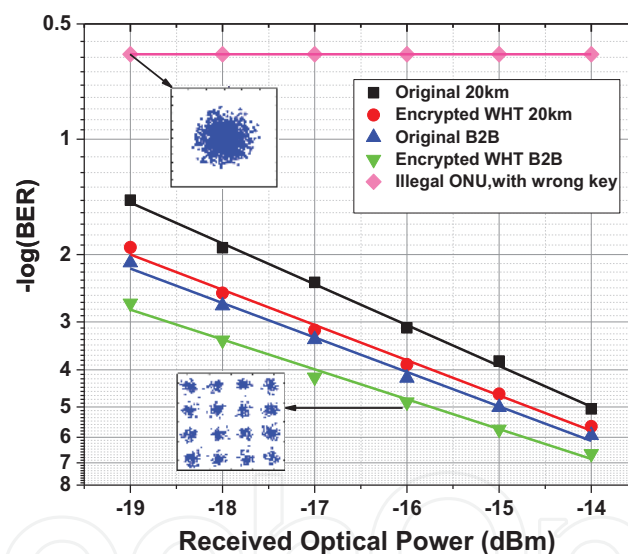 0.5
1
2
3
4
5
6
7
8
-log(BER)
Original 20km
Encrypted WHT 20km
Original B2B
Encrypted WHT B2B
Illegal ONU,with wrong key
-19 -18 -17 -16 -15 -14
Received Optical Power (dBm)